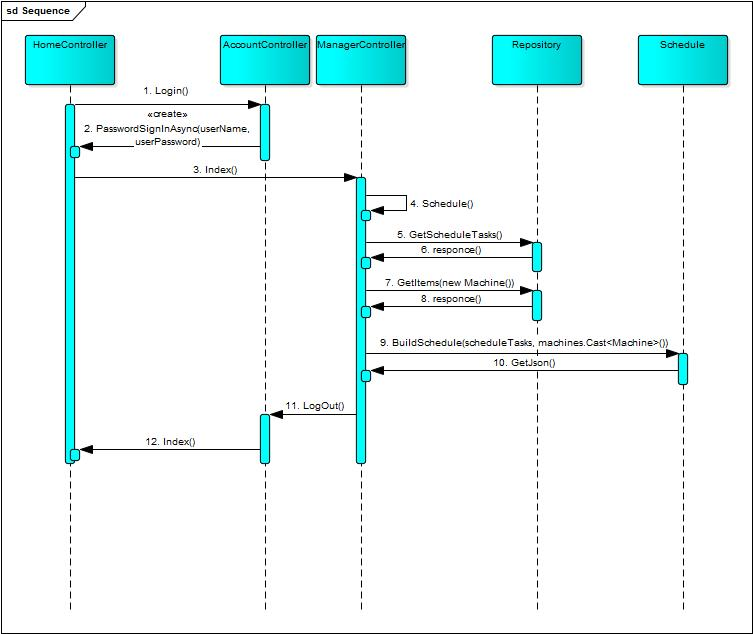 sd Sequence
HomeController
AccountController
ManagerController
Repository
Schedule
1. Login()
«create»
2. PasswordSignInAsync(userName,
userPassword)
3. Index()
4. Schedule()
5. GetScheduleTasks()
6. responce()
7. GetItems(new Machine())
8. responce()
9. BuildSchedule(scheduleTasks, machines.Cast<Machine>())
10. GetJson()
11. LogOut()
12. Index()